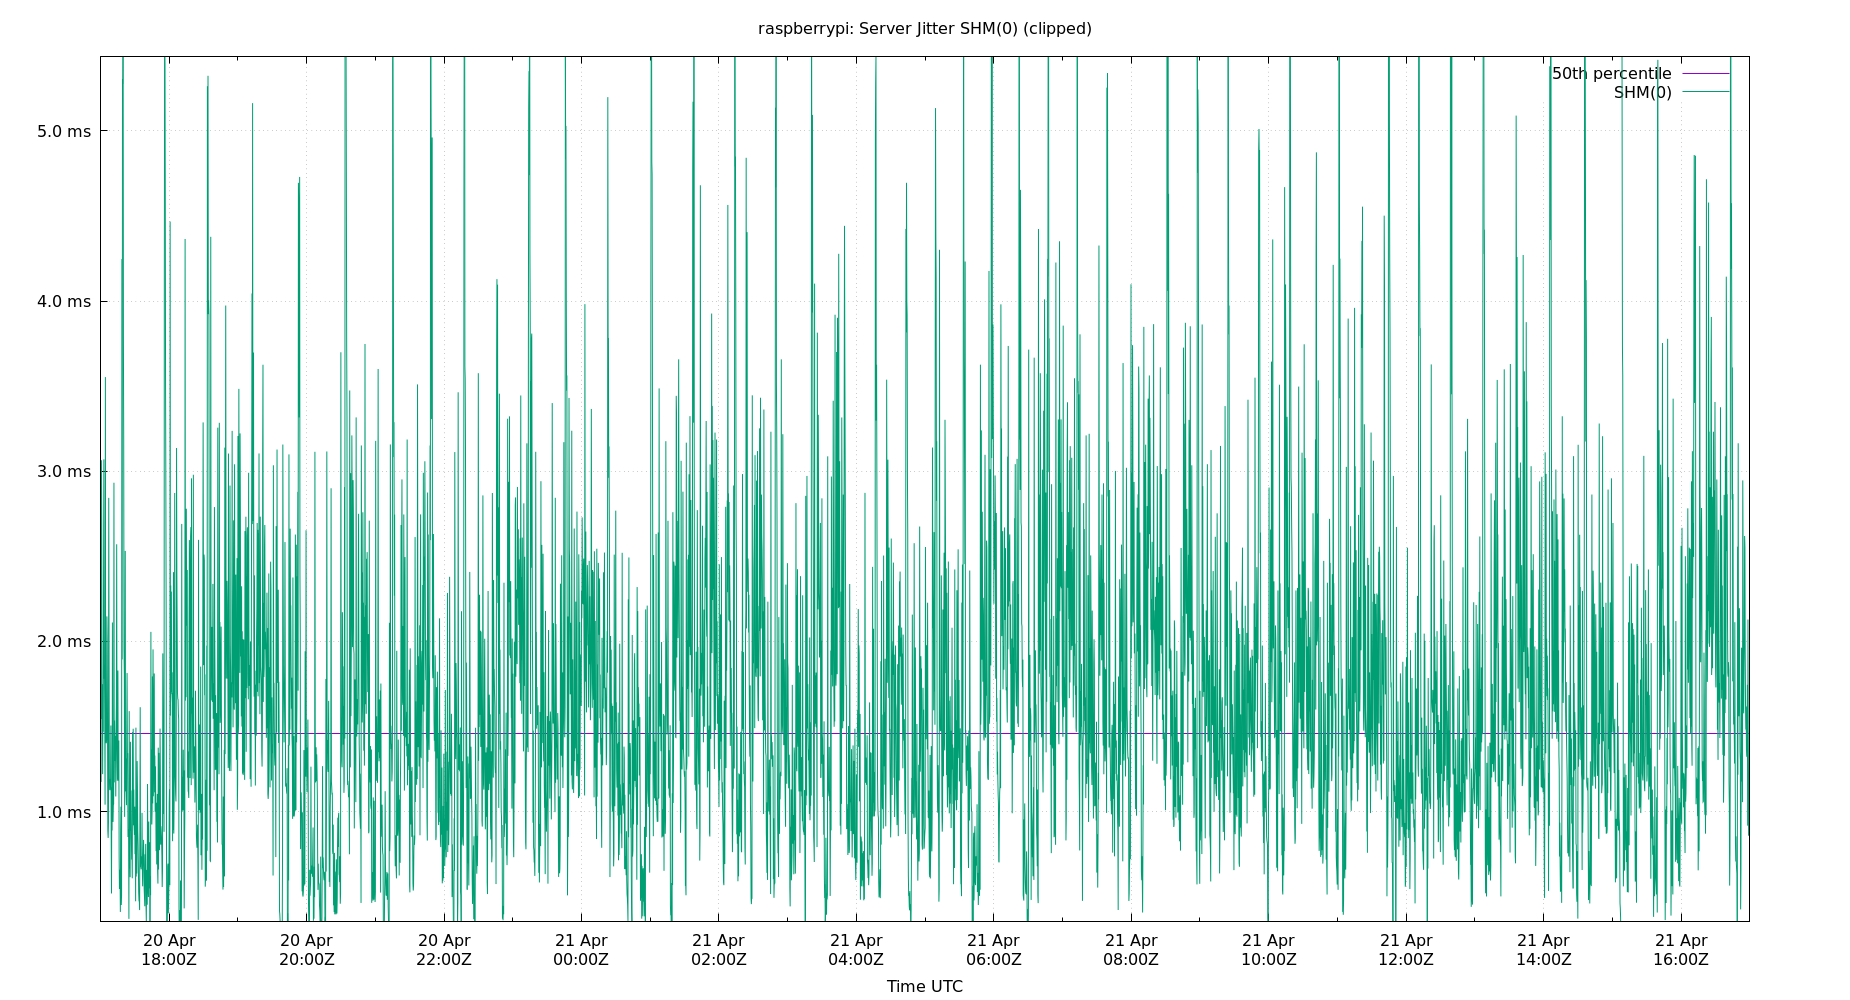 raspberrypi: Server Jitter SHM(0) (clipped)
50th percentile
SHM(0)
5.0 ms
4.0 ms
3.0 ms
2.0 ms
1.0 ms
20 Apr 20 Apr 20 Apr 21 Apr 21 Apr 21 Apr 21 Apr 21 Apr 21 Apr 21 Apr 21 Apr 21 Apr
18:00Z 20:00Z 22:00Z 00:00Z 02:00Z 04:00Z 06:00Z 08:00Z 10:00Z 12:00Z 14:00Z 16:00Z
Time UTC